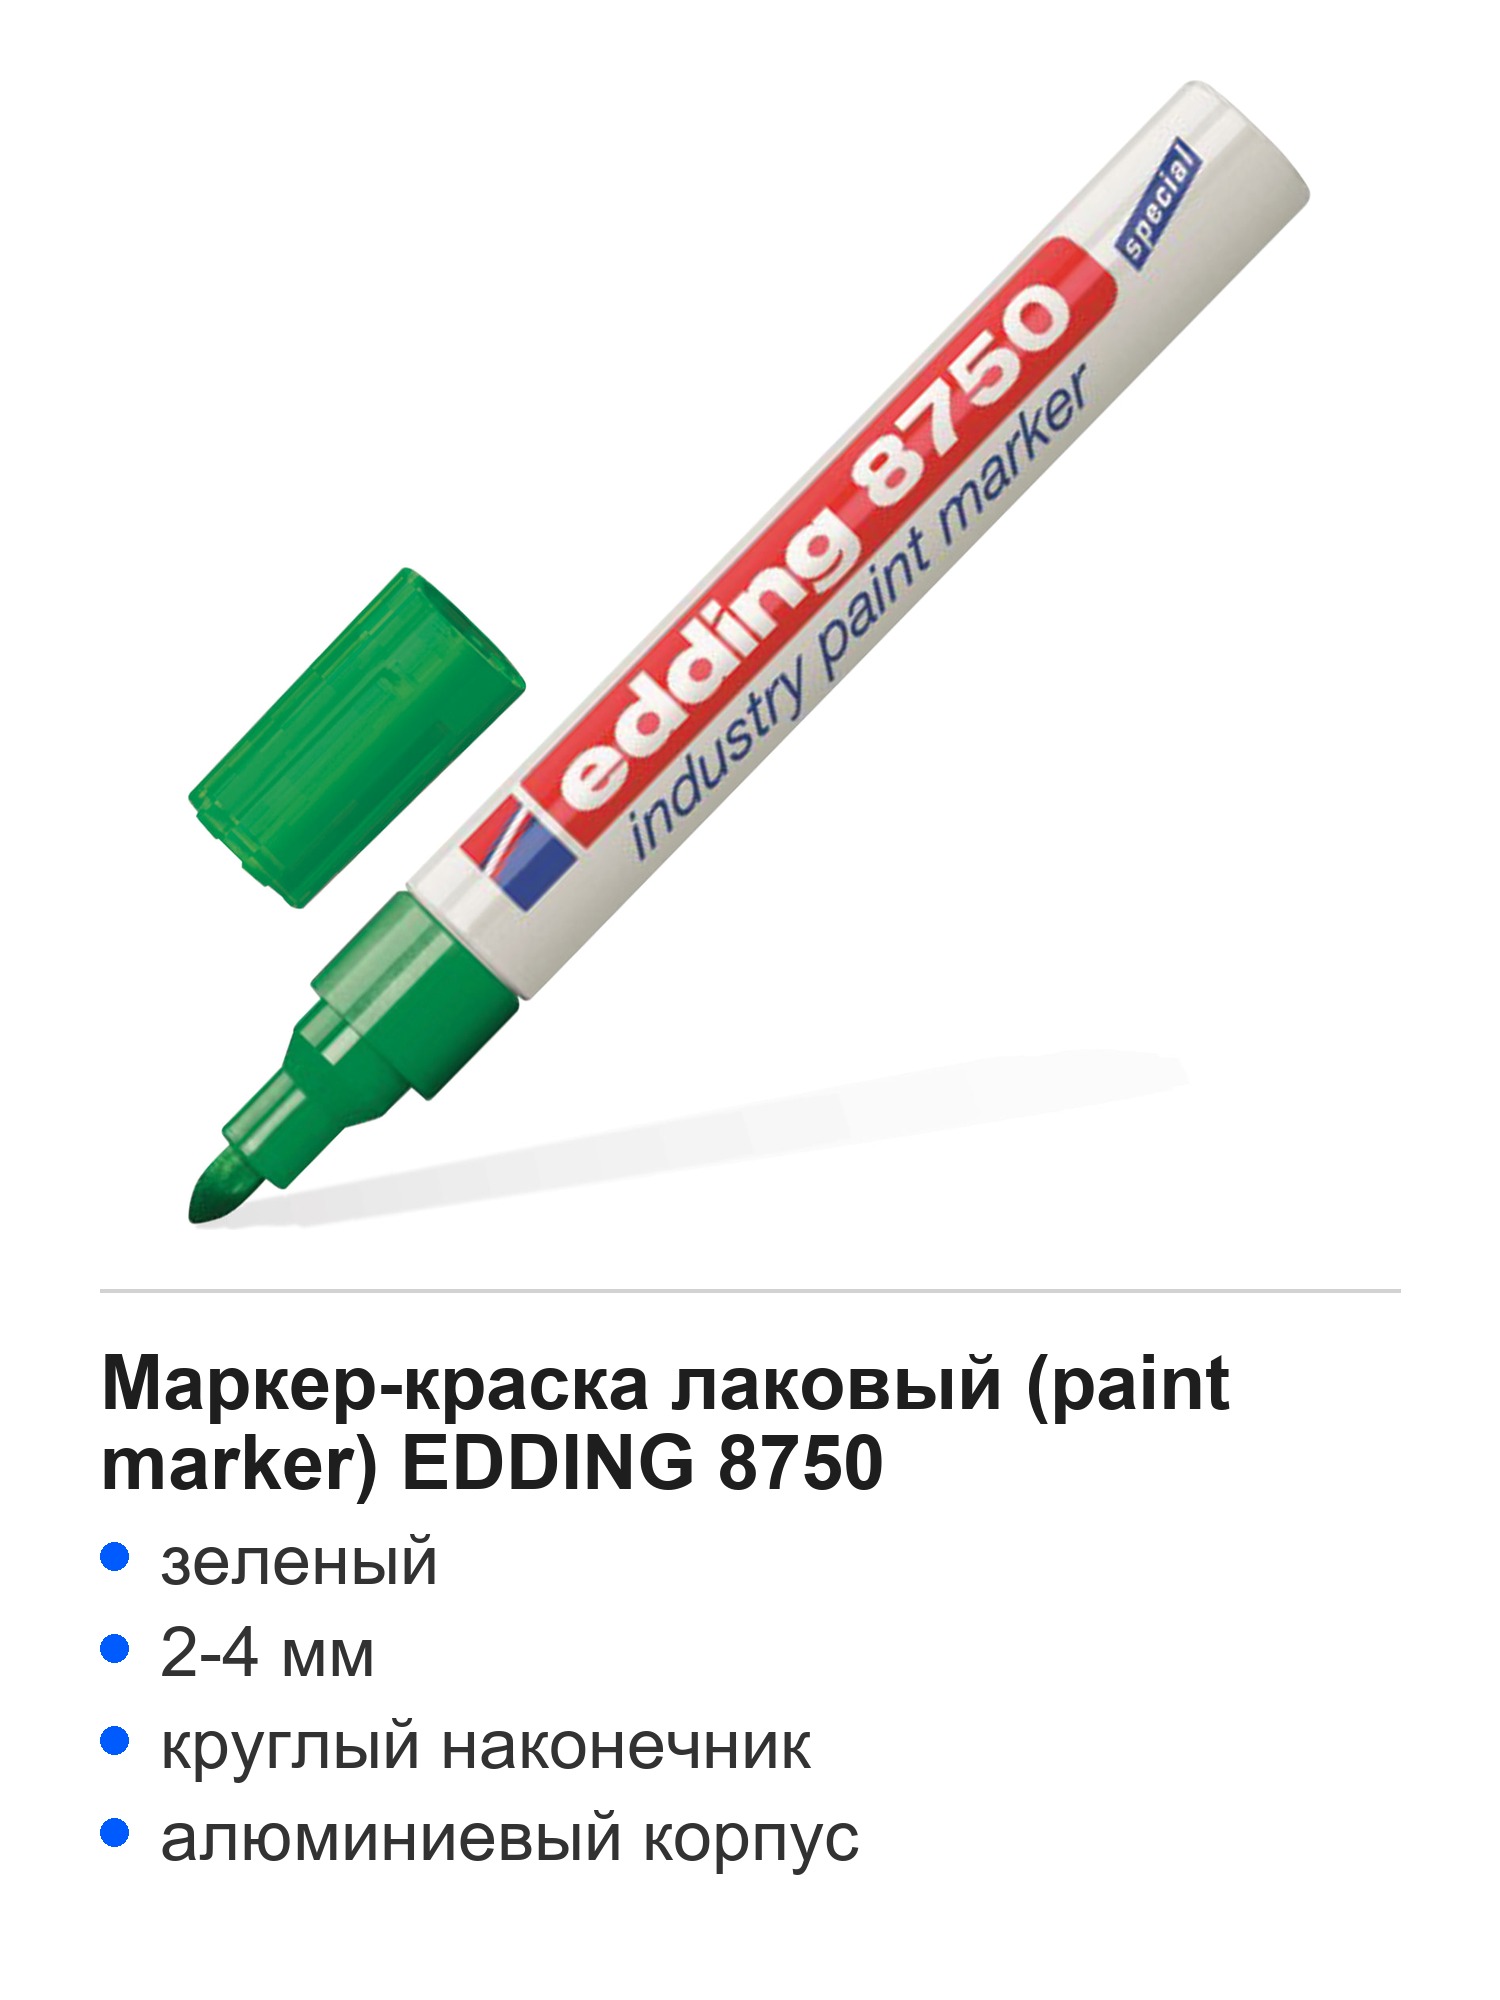 special
edding 8750
industry paint marker
Маркер-краска лаковый (paint
marker) EDDING 8750
зеленый
2-4 мм
круглый наконечник
алюминиевый корпус